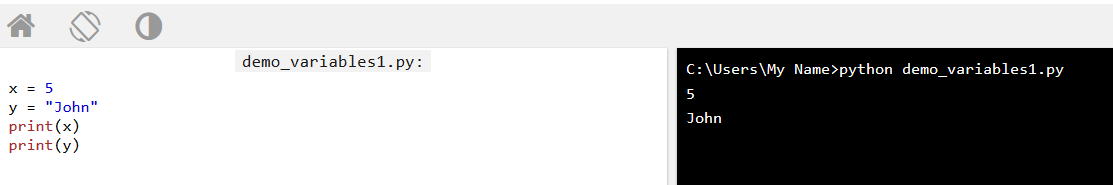 demo_variables1.py:
x = 5
y = "John"
print(x)
print(y)
C:\Users\My Name>python demo_variables1.py
5
John